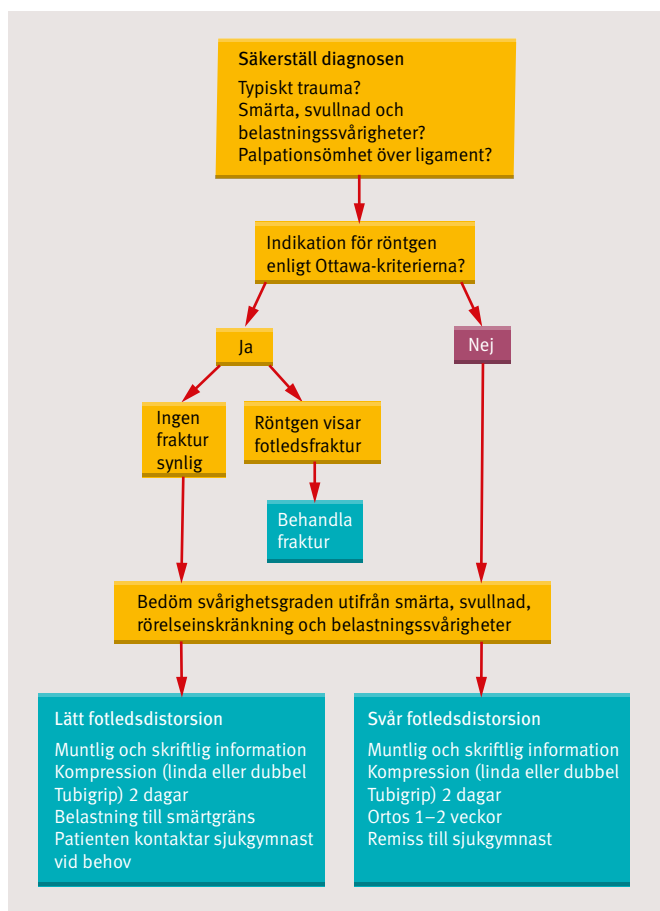 Säkerställ diagnosen
Typiskt trauma?
Smärta, svullnad och
belastningssvårigheter?
Palpationsömhet över ligament?
Indikation för röntgen
enligt Ottawa-kriterierna?
Ja
Nej
Ingen
fraktur
synlig
Röntgen visar
fotledsfraktur
Behandla
fraktur
Bedöm svårighetsgraden utifrån smärta, svullnad,
rörelseinskränkning och belastningssvårigheter
Lätt fotledsdistorsion
Muntlig och skriftlig information
Kompression (linda eller dubbel
Tubigrip) 2 dagar
Belastning till smärtgräns
Patienten kontaktar sjukgymnast
vid behov
Svår fotledsdistorsion
Muntlig och skriftlig information
Kompression (linda eller dubbel
Tubigrip) 2 dagar
Ortos 1–2 veckor
Remiss till sjukgymnast